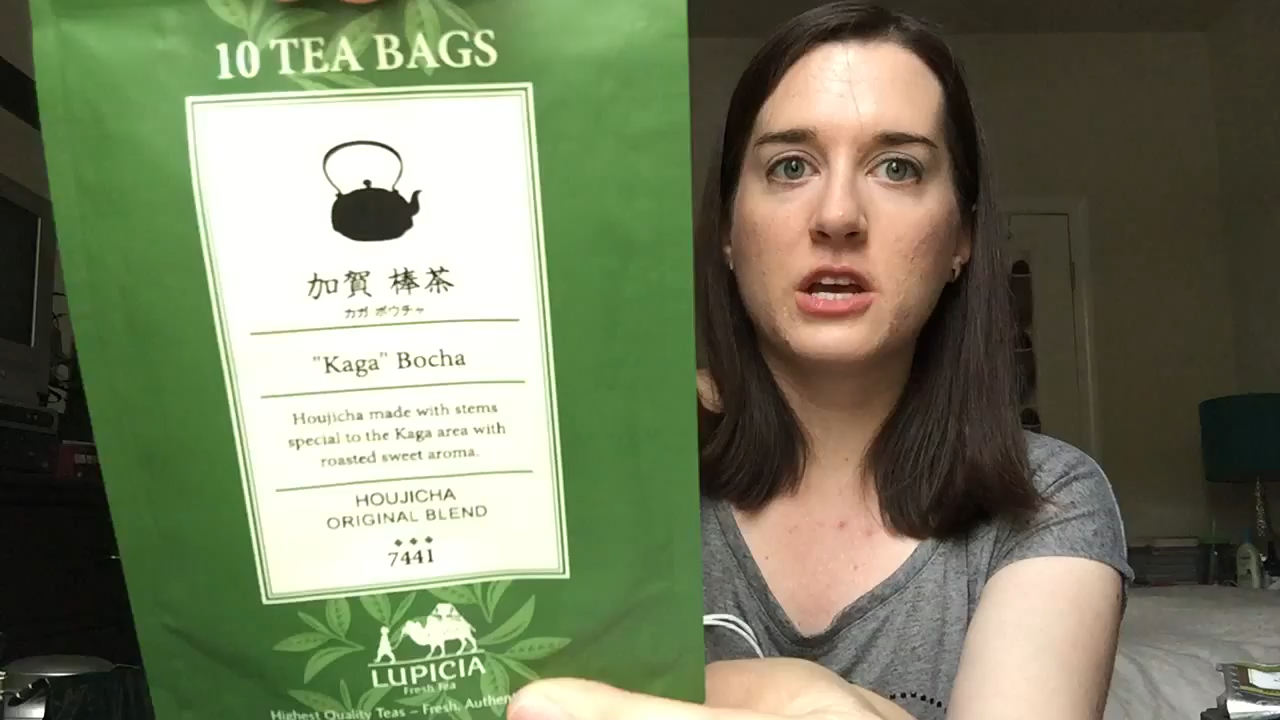 10 TEA BAGS
加賀 棒茶
カガ ボウチャ
"Kaga" Bocha
Houjicha made with stems
special to the Kaga area with
roasted sweet aroma.
HOUJICHA
ORIGINAL BLEND
7441
LUPICIA
Fresh Tea
Highest Quality Teas – Fresh, Authen